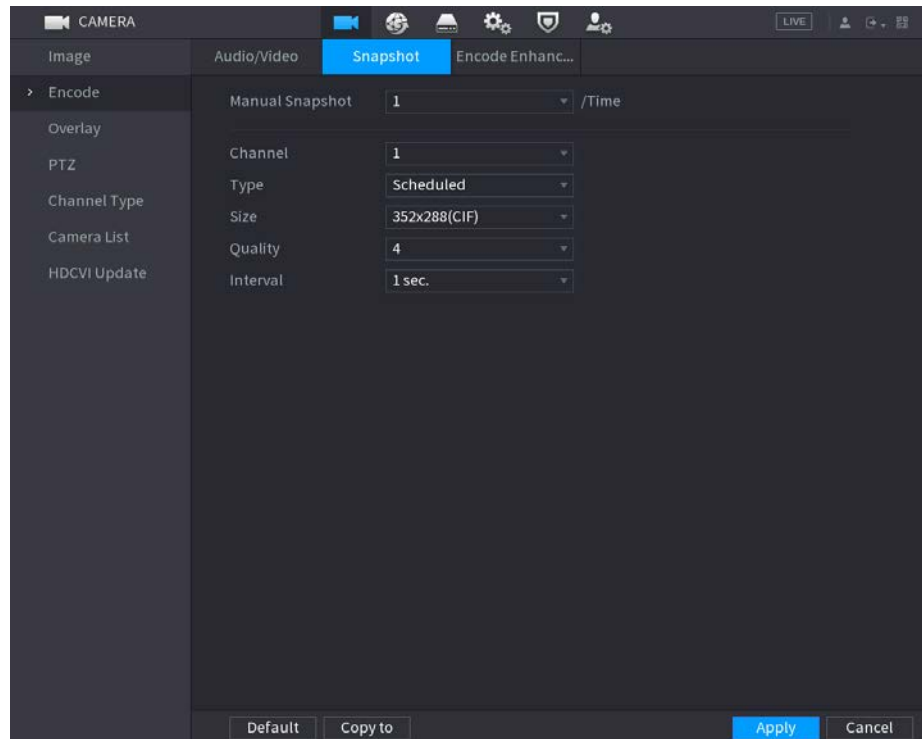 CAMERA
LIVE
Image
Encode
Overlay
PTZ
Channel Type
Camera List
HDCVI Update
Audio/Video Snapshot Encode Enhanc...
Manual Snapshot 1 /Time
Channel 1
Type Scheduled
Size 352x288(CIF)
Quality 4
Interval 1 sec.
Default Copy to Apply Cancel